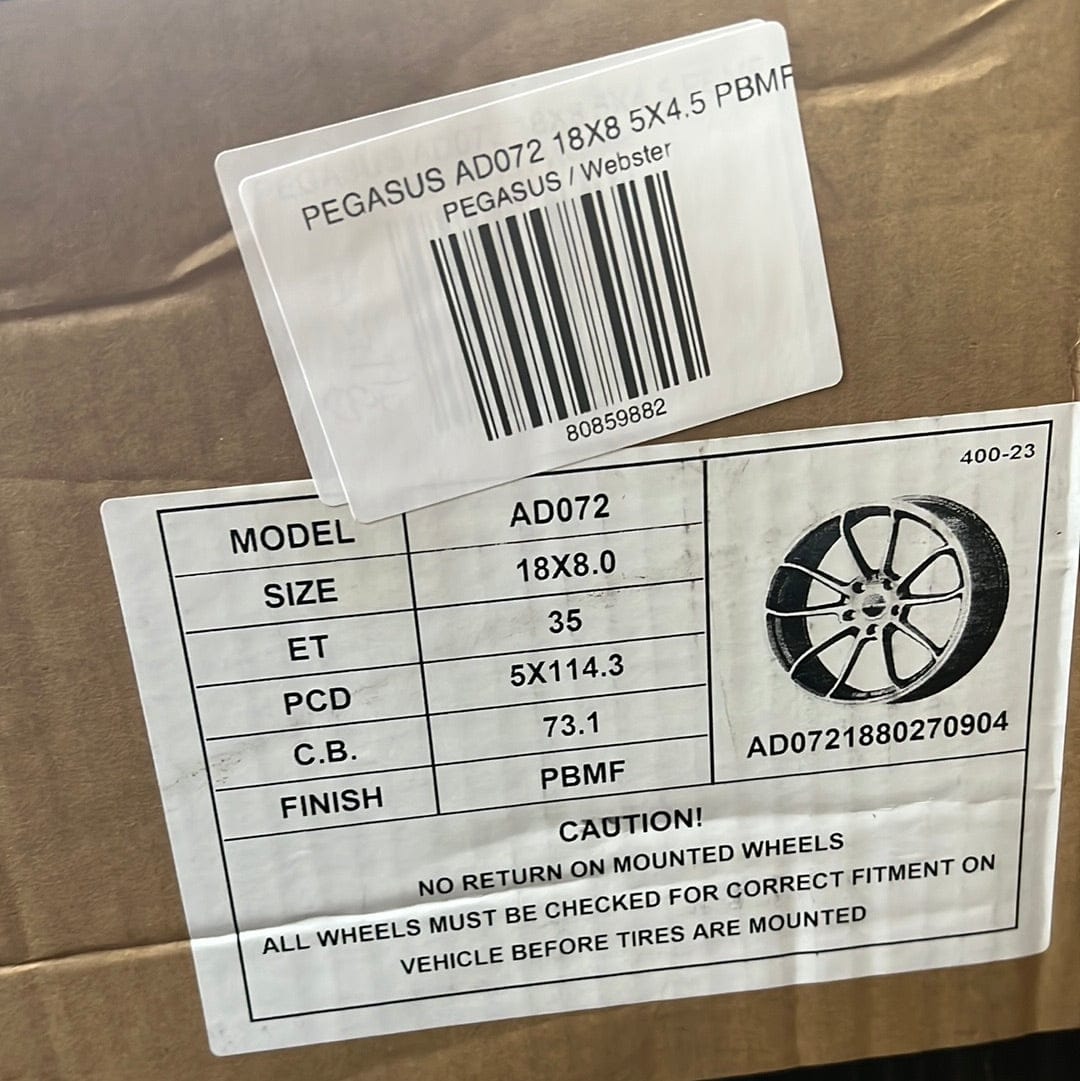 PEGASUS AD072 18X8 5X4.5 PBMF
PEGASUS / Webster
80859882
400-23
MODEL AD072
SIZE 18X8.0
ET 35
PCD 5X114.3
C.B. 73.1
FINISH PBMF
AD0721880270904
CAUTION!
NO RETURN ON MOUNTED WHEELS
ALL WHEELS MUST BE CHECKED FOR CORRECT FITMENT ON
VEHICLE BEFORE TIRES ARE MOUNTED